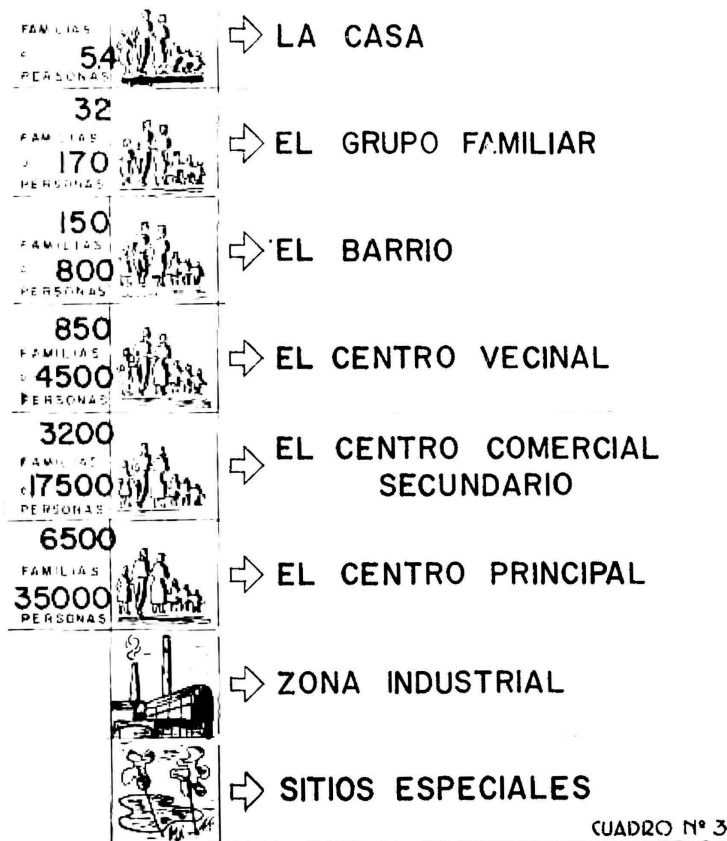 FAMILIAS
54
PERSONAS
LA CASA
32
FAMILIAS
170
PERSONAS
EL GRUPO FAMILIAR
150
FAMILIAS
800
PERSONAS
EL BARRIO
850
FAMILIAS
4500
PERSONAS
EL CENTRO VECINAL
3200
FAMILIAS
17500
PERSONAS
EL CENTRO COMERCIAL
SECUNDARIO
6500
FAMILIAS
35000
PERSONAS
EL CENTRO PRINCIPAL
ZONA INDUSTRIAL
SITIOS ESPECIALES
CUADRO Nº 3